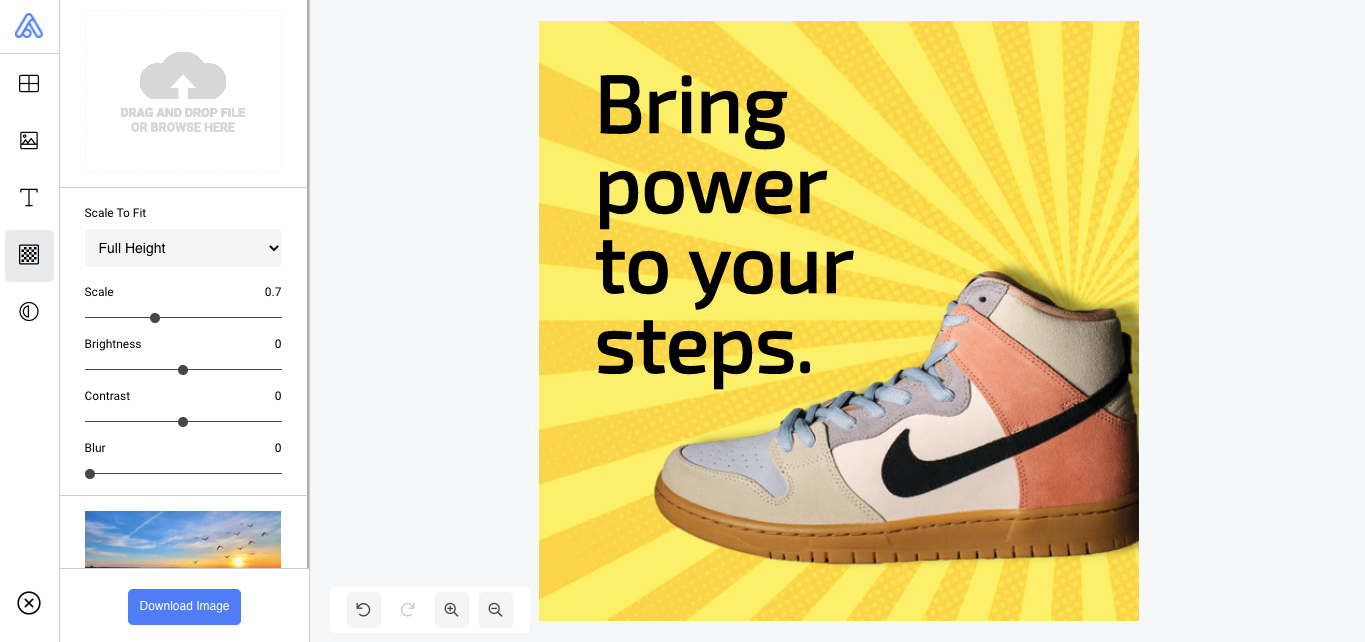 DRAG AND DROP FILE
OR BROWSE HERE
Scale To Fit
Full Height
Scale 0.7
Brightness 0
Contrast 0
Blur 0
Download Image
Bring
power
to your
steps.